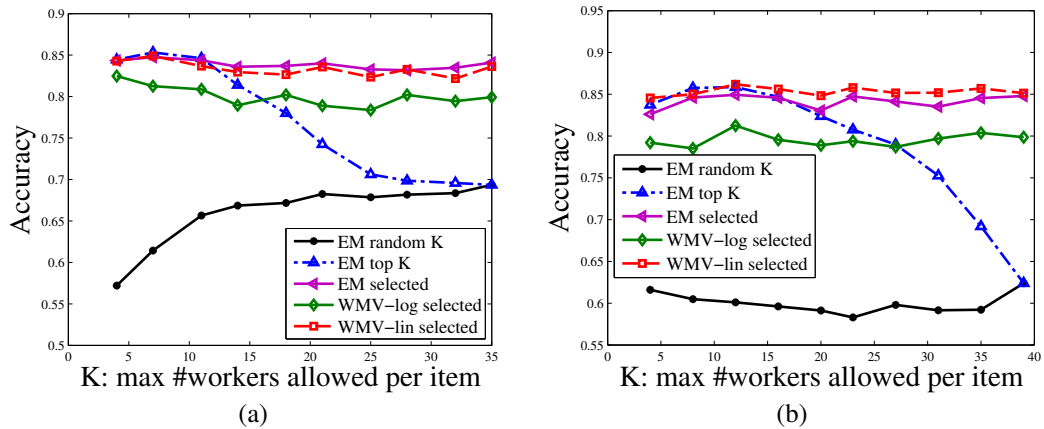 0.9
0.85
0.8
0.75
0.7
0.65
0.6
0.55
0.5
0 5 10 15 20 25 30 35
Accuracy
K: max #workers allowed per item
EM random K
EM top K
EM selected
WMV−log selected
WMV−lin selected
(a)
0.95
0.9
0.85
0.8
0.75
0.7
0.65
0.6
0.55
0 5 10 15 20 25 30 35 40
Accuracy
K: max #workers allowed per item
EM random K
EM top K
EM selected
WMV−log selected
WMV−lin selected
(b)